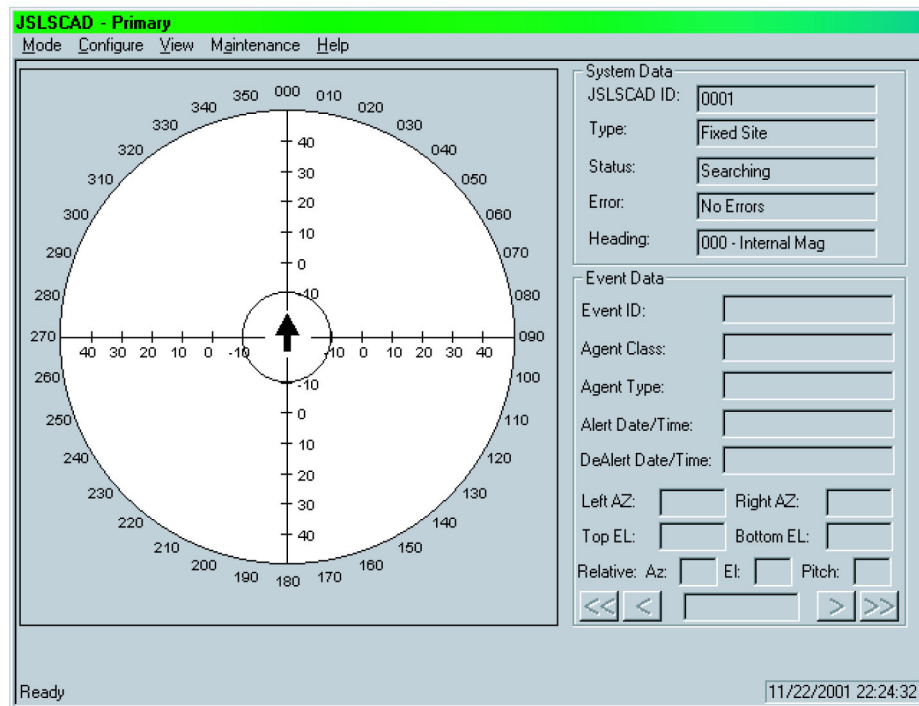 JSLSCAD - Primary
Mode Configure View Maintenance Help
System Data
JSLSCAD ID: 0001
Type: Fixed Site
Status: Searching
Error: No Errors
Heading: 000 - Internal Mag
Event Data
Event ID:
Agent Class:
Agent Type:
Alert Date/Time:
DeAlert Date/Time:
Left AZ: Right AZ:
Top EL: Bottom EL:
Relative: Az: El: Pitch:
<< < > >>
000
010
020
030
040
050
060
070
080
090
100
110
120
130
140
150
160
170
180
190
200
210
220
230
240
250
260
270
280
290
300
310
320
330
340
350
40
30
20
10
0
-10
40 30 20 10 0 -10 -10 0 10 20 30 40
-10
0
10
20
30
40
Ready 11/22/2001 22:24:32